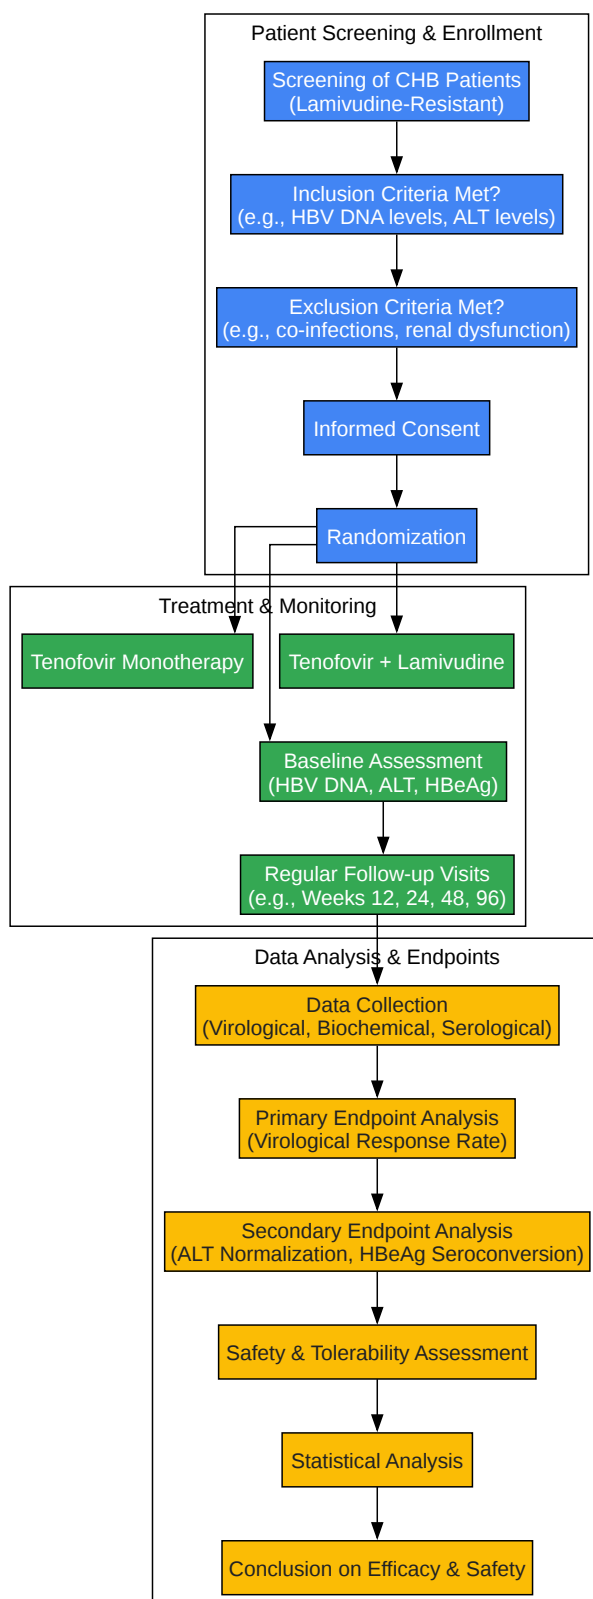 Patient Screening & Enrollment
Screening of CHB Patients
(Lamivudine-Resistant)
Inclusion Criteria Met?
(e.g., HBV DNA levels, ALT levels)
Exclusion Criteria Met?
(e.g., co-infections, renal dysfunction)
Informed Consent
Randomization
Treatment & Monitoring
Tenofovir Monotherapy
Tenofovir + Lamivudine
Baseline Assessment
(HBV DNA, ALT, HBeAg)
Regular Follow-up Visits
(e.g., Weeks 12, 24, 48, 96)
Data Analysis & Endpoints
Data Collection
(Virological, Biochemical, Serological)
Primary Endpoint Analysis
(Virological Response Rate)
Secondary Endpoint Analysis
(ALT Normalization, HBeAg Seroconversion)
Safety & Tolerability Assessment
Statistical Analysis
Conclusion on Efficacy & Safety